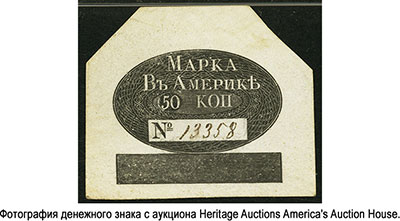 МАРКА
ВЪ АМЕРИКѢ
50 КОП
№ 13358
Фотография денежного знака с аукциона Heritage Auctions America's Auction House.